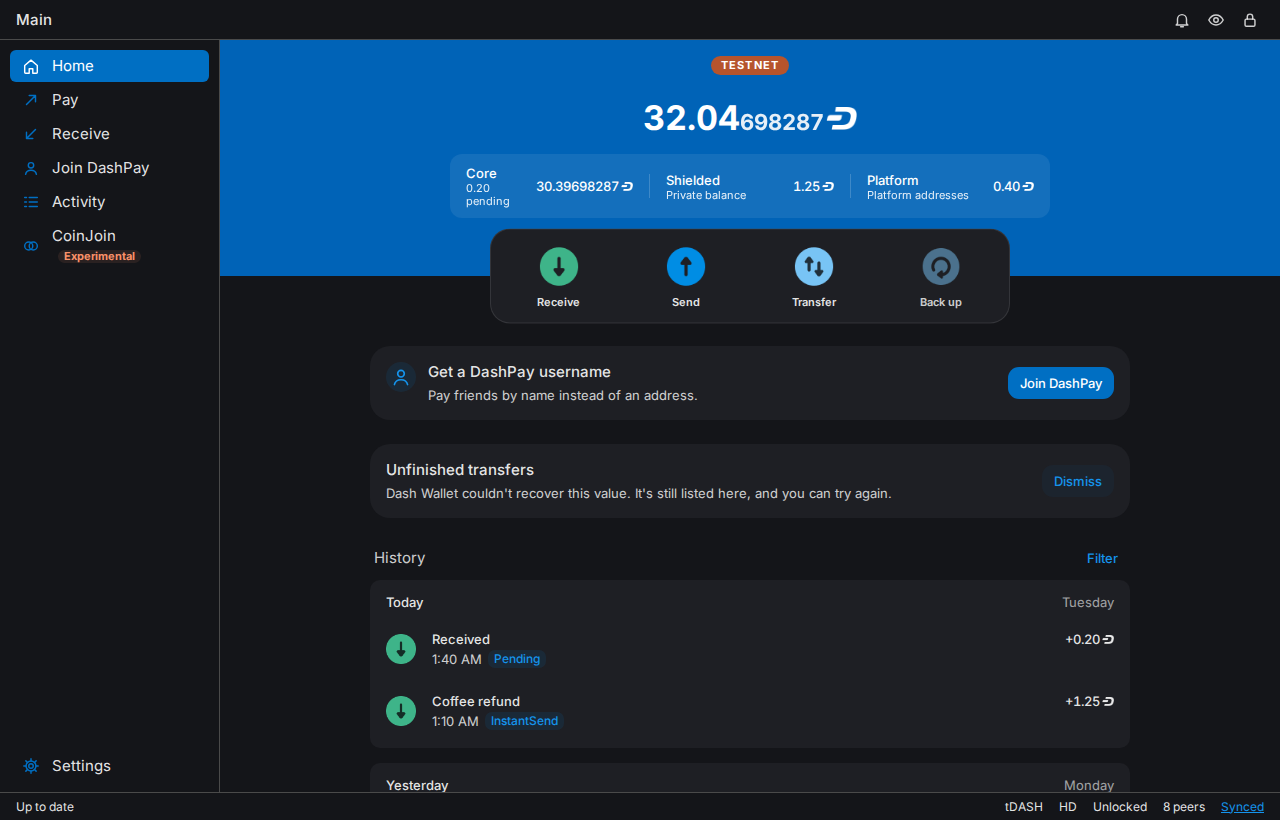 Main
Home
Pay
Receive
Join DashPay
Activity
CoinJoin
Experimental
Settings
TESTNET
32.04698287
Core
0.20 pending
30.39698287
Shielded
Private balance
1.25
Platform
Platform addresses
0.40
Receive
Send
Transfer
Back up
Get a DashPay username
Pay friends by name instead of an address.
Join DashPay
Unfinished transfers
Dash Wallet couldn't recover this value. It's still listed here, and you can try again.
Dismiss
History
Filter
Today
Tuesday
Received
+0.20
1:40 AM Pending
Coffee refund
+1.25
1:10 AM InstantSend
Yesterday
Monday
Up to date
tDASH
HD
Unlocked
8 peers
Synced